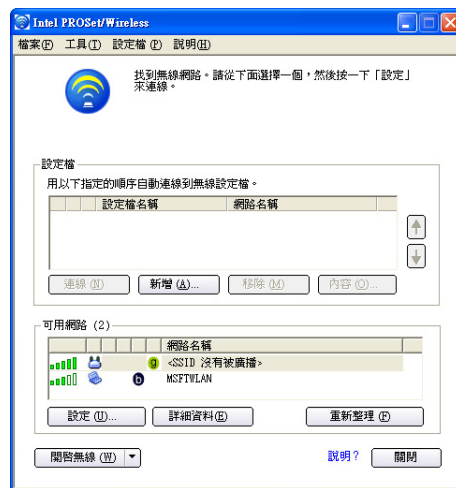 Intel PROSet/Wireless
檔案(F) 工具(T) 設定檔(P) 說明(H)
找到無線網路。請從下面選擇一個,然後按一下「設定」
來連線。
設定檔
用以下指定的順序自動連線到無線設定檔。
設定檔名稱 網路名稱
連線(N) 新增(A)... 移除(M) 內容(O)...
可用網路 (2)
網路名稱
g <SSID 沒有被廣播>
b MSFTWLAN
設定(U)... 詳細資料(E) 重新整理(F)
開啓無線(W) 說明? 關閉